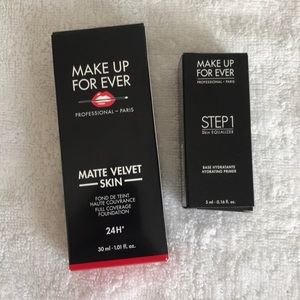 MAKE UP
FOR EVER
PROFESSIONAL - PARIS
MATTE VELVET
SKIN
FOND DE TEINT
HAUTE COUVRANCE
FULL COVERAGE
FOUNDATION
24H*
30 ml - 1.01 fl. oz.
MAKE UP
FOR EVER
PROFESSIONAL - PARIS
STEP 1
SKIN EQUALIZER
BASE HYDRATANTE
HYDRATING PRIMER
5 ml - 0.16 fl. oz.